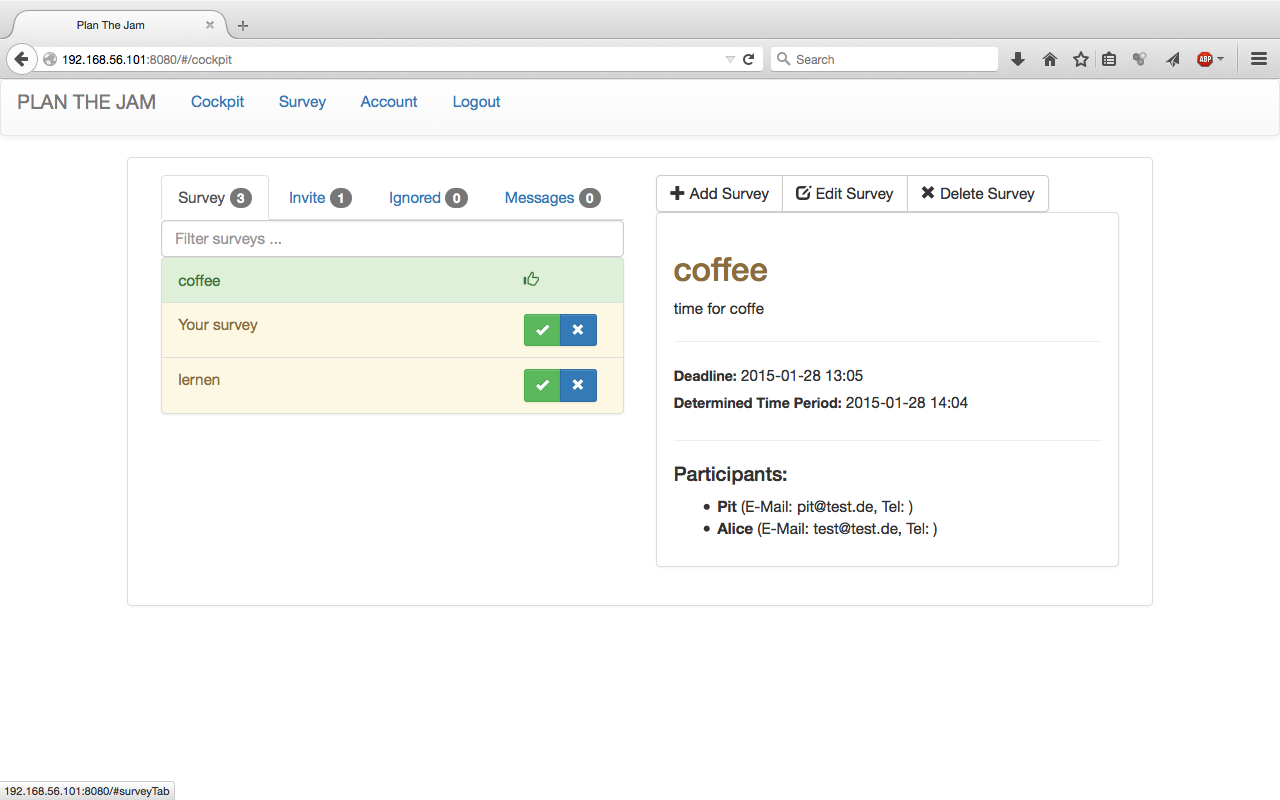 Plan The Jam
192.168.56.101:8080/#/cockpit
Search
ABP
PLAN THE JAM Cockpit Survey Account Logout
Survey 3 Invite 1 Ignored 0 Messages 0
Filter surveys ...
coffee
Your survey
lernen
Add Survey Edit Survey Delete Survey
coffee
time for coffe
Deadline: 2015-01-28 13:05
Determined Time Period: 2015-01-28 14:04
Participants:
• Pit (E-Mail: pit@test.de, Tel: )
• Alice (E-Mail: test@test.de, Tel: )
192.168.56.101:8080/#surveyTab